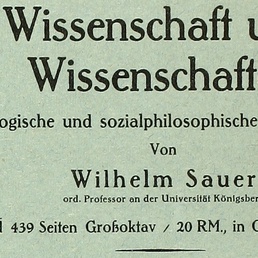 Wissenschaft u
Wissenschaft
ogische und sozialphilosophische
Von
Wilhelm Sauer
ord. Professor an der Universität Königsber
439 Seiten Großoktav / 20 RM., in